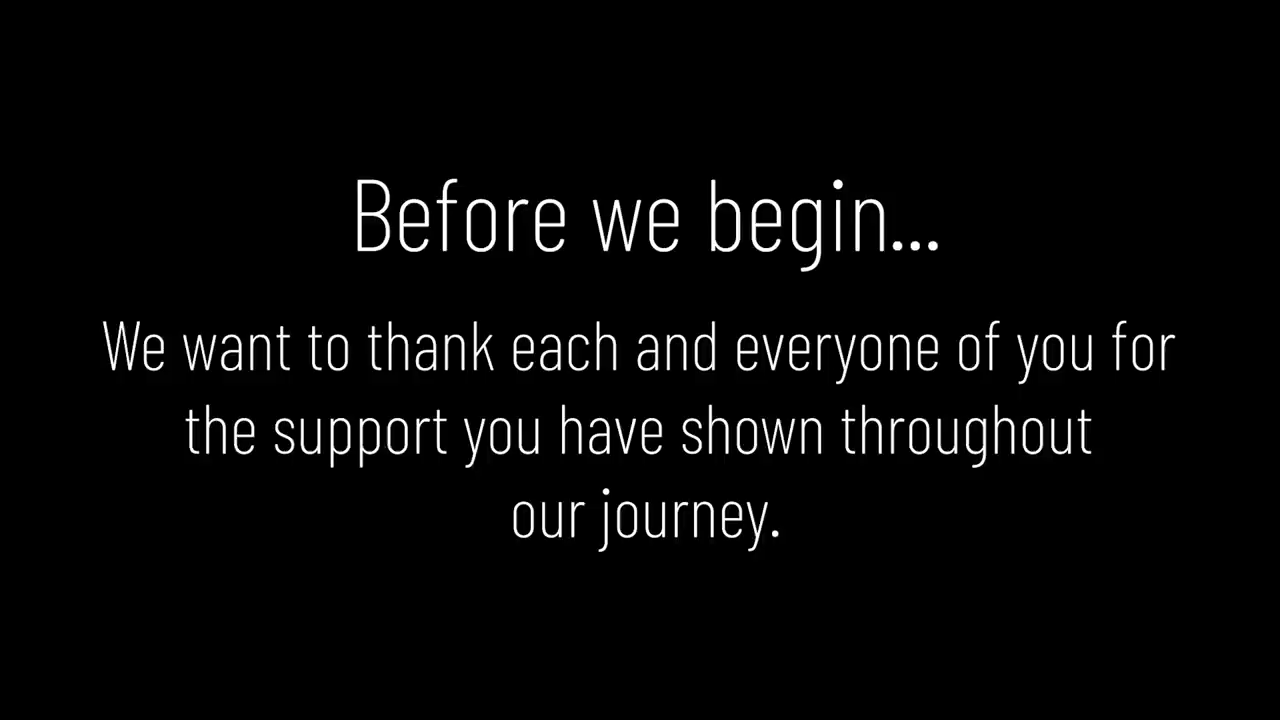 Before we begin...
We want to thank each and everyone of you for
the support you have shown throughout
our journey.